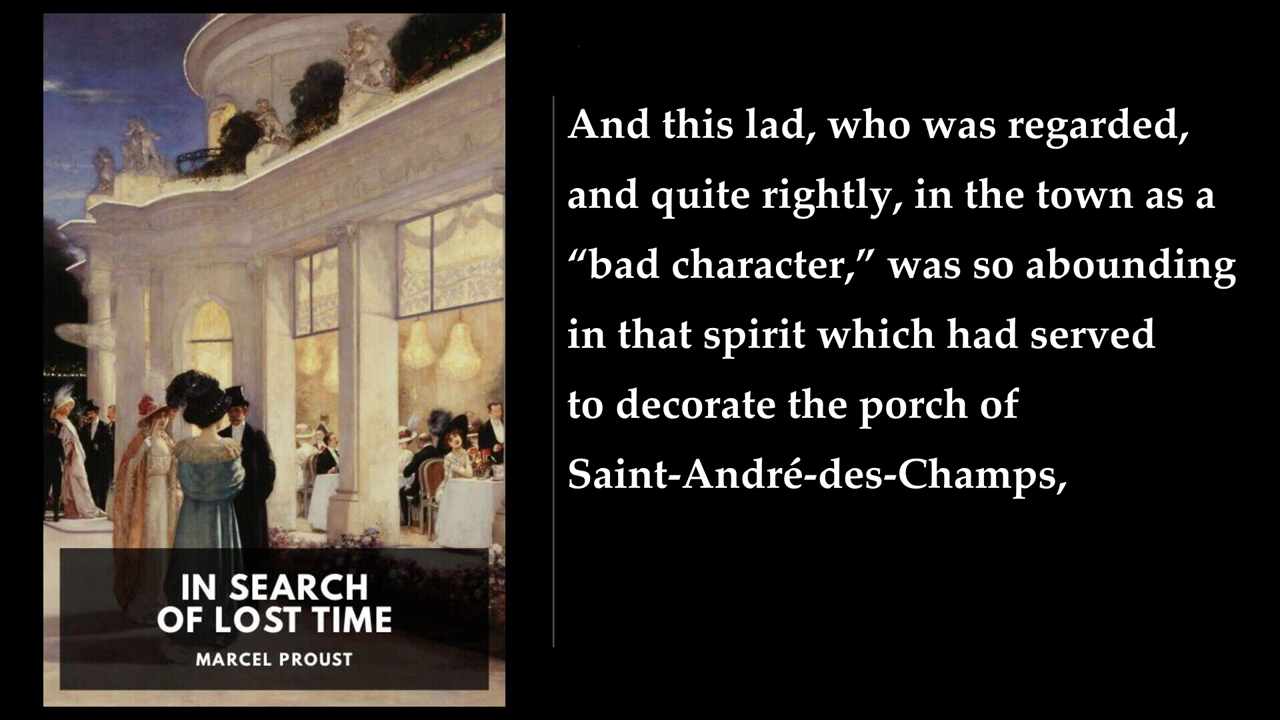 And this lad, who was regarded,
and quite rightly, in the town as a
“bad character,” was so abounding
in that spirit which had served
to decorate the porch of
Saint-André-des-Champs,
IN SEARCH
OF LOST TIME
MARCEL PROUST